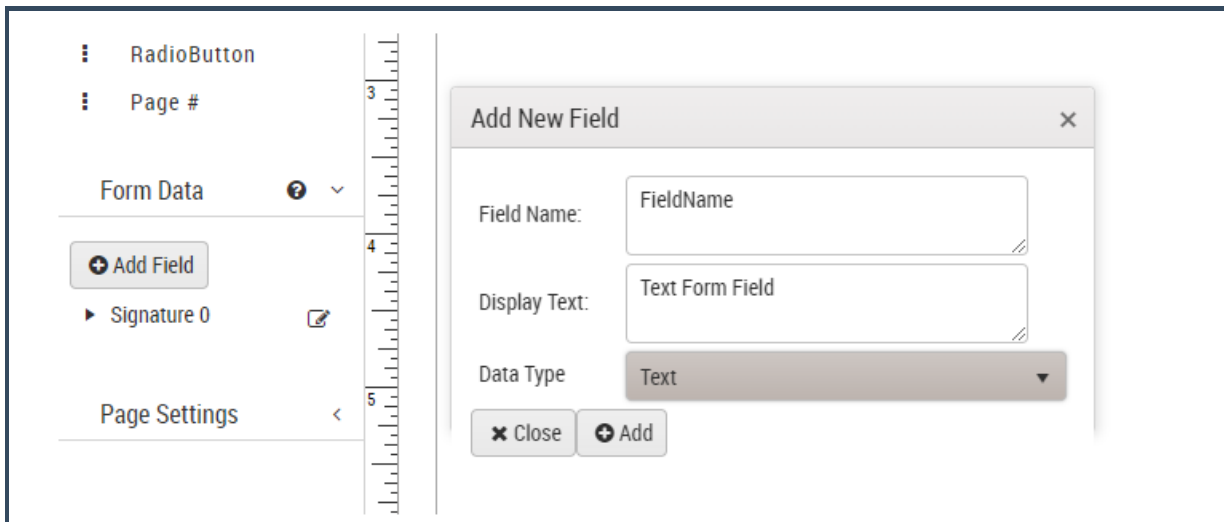 RadioButton
Page #
Form Data
Add Field
Signature 0
Page Settings
3
4
5
Add New Field
Field Name:
FieldName
Display Text:
Text Form Field
Data Type
Text
Close
Add